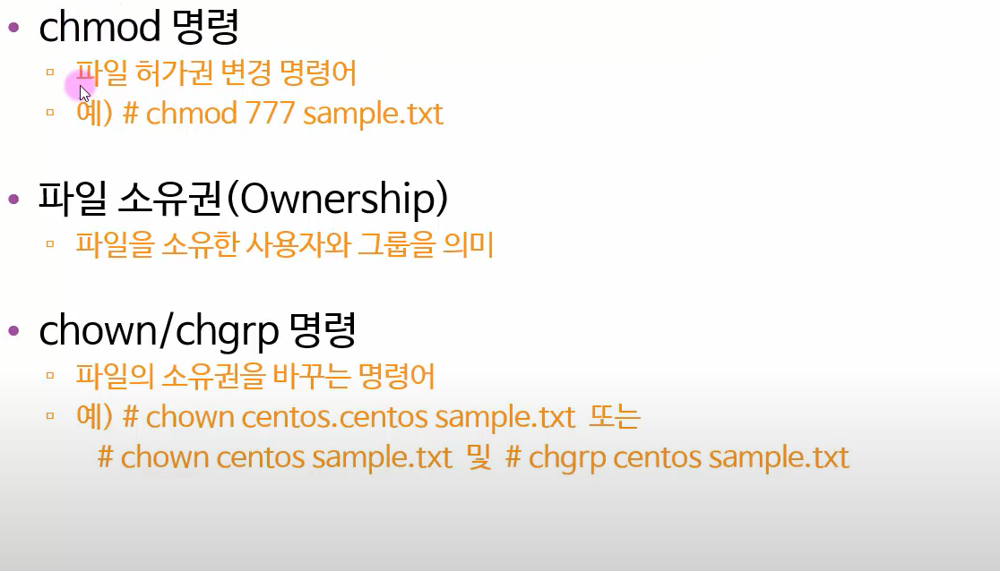 • chmod 명령
▫ 파일 허가권 변경 명령어
▫ 예) # chmod 777 sample.txt
• 파일 소유권(Ownership)
▫ 파일을 소유한 사용자와 그룹을 의미
• chown/chgrp 명령
▫ 파일의 소유권을 바꾸는 명령어
▫ 예) # chown centos.centos sample.txt 또는
# chown centos sample.txt 및 # chgrp centos sample.txt